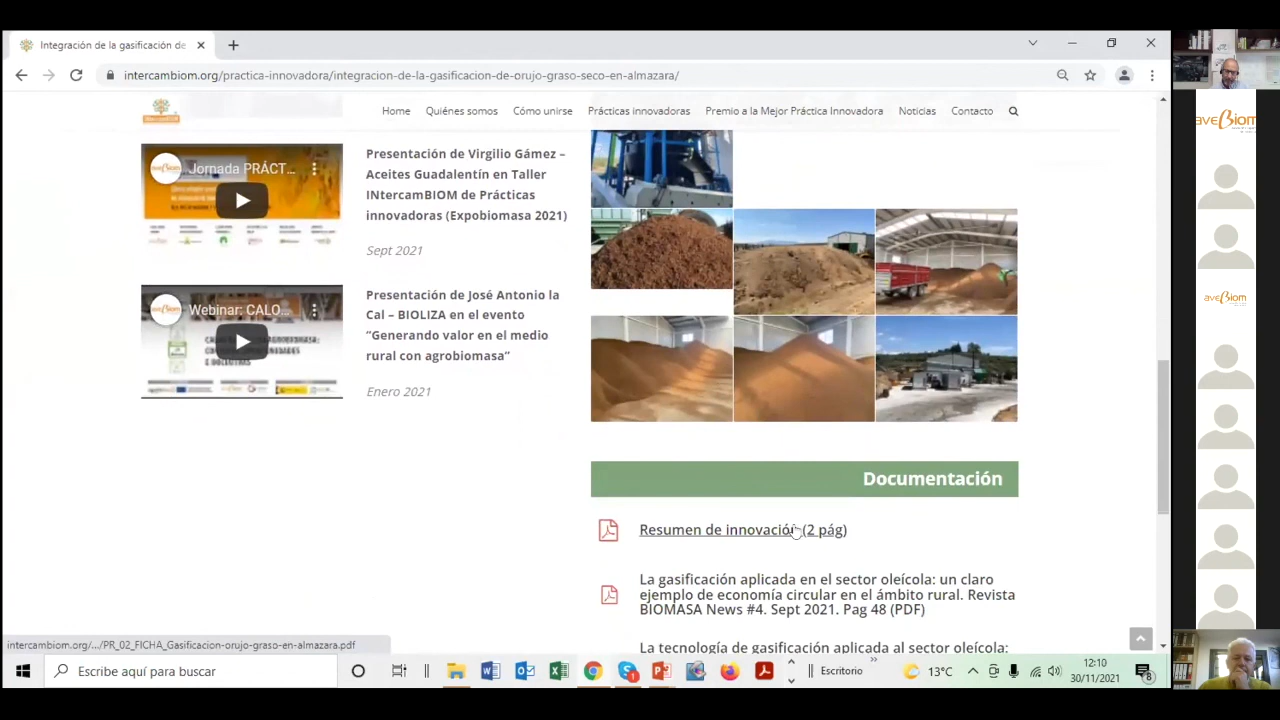 Integración de la gasificación de
intercambiom.org/practica-innovadora/integracion-de-la-gasificacion-de-orujo-graso-seco-en-almazara/
Home Quiénes somos Cómo unirse Prácticas innovadoras Premio a la Mejor Práctica Innovadora Noticias Contacto
aveBiom
Jornada PRÁCT...
Presentación de Virgilio Gámez –
Aceites Guadalentín en Taller
INtercamBIOM de Prácticas
innovadoras (Expobiomasa 2021)
Sept 2021
Webinar: CALO...
Presentación de José Antonio la
Cal – BIOLIZA en el evento
“Generando valor en el medio
rural con agrobiomasa”
Enero 2021
Documentación
Resumen de innovación (2 pág)
La gasificación aplicada en el sector oleícola: un claro
ejemplo de economía circular en el ámbito rural. Revista
BIOMASA News #4. Sept 2021. Pag 48 (PDF)
La tecnología de gasificación aplicada al sector oleícola:
intercambiom.org/.../PR_02_FICHA_Gasificacion-orujo-graso-en-almazara.pdf
Escribe aquí para buscar
Escritorio
13°C
12:10
30/11/2021
8
aveBiom